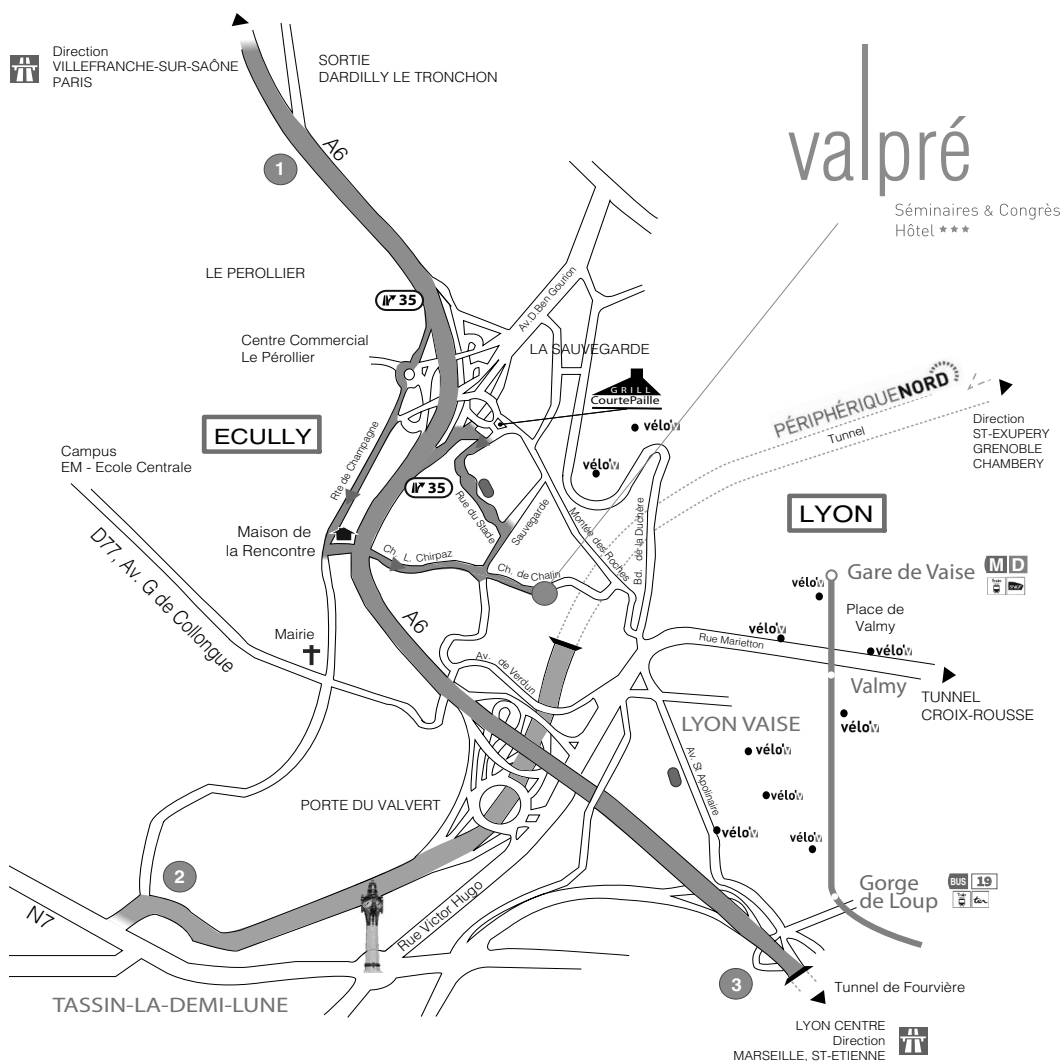 Direction
VILLEFRANCHE-SUR-SAÔNE
PARIS
SORTIE
DARDILLY LE TRONCHON
valpré
Séminaires & Congrès
Hôtel ★★★
A6
1
LE PEROLLIER
35
Av D.Ben Gourion
Centre Commercial
Le Pérollier
LA SAUVEGARDE
GRILL
CourtePaille
vélo'v
PÉRIPHÉRIQUENORD
Tunnel
Direction
ST-EXUPERY
GRENOBLE
CHAMBERY
ECULLY
Campus
EM - Ecole Centrale
Rte de Champagne
35
vélo'v
Rue du Stade
Sauvegarde
Montée des Roches
Bd. de la Duchère
LYON
Maison de
la Rencontre
D77, Av. G de Collongue
Ch. L. Chirpaz
Ch. de Chalin
Gare de Vaise
M D
Train
vélo'v
Place de
Valmy
A6
Mairie
vélo'v
Rue Marietton
vélo'v
Av. de Verdun
Valmy
TUNNEL
CROIX-ROUSSE
vélo'v
LYON VAISE
vélo'v
Av. St Apolinaire
PORTE DU VALVERT
vélo'v
vélo'v
vélo'v
2
Gorge
de Loup
BUS 19
Train
ter
N7
Rue Victor Hugo
3
Tunnel de Fourvière
TASSIN-LA-DEMI-LUNE
LYON CENTRE
Direction
MARSEILLE, ST-ETIENNE